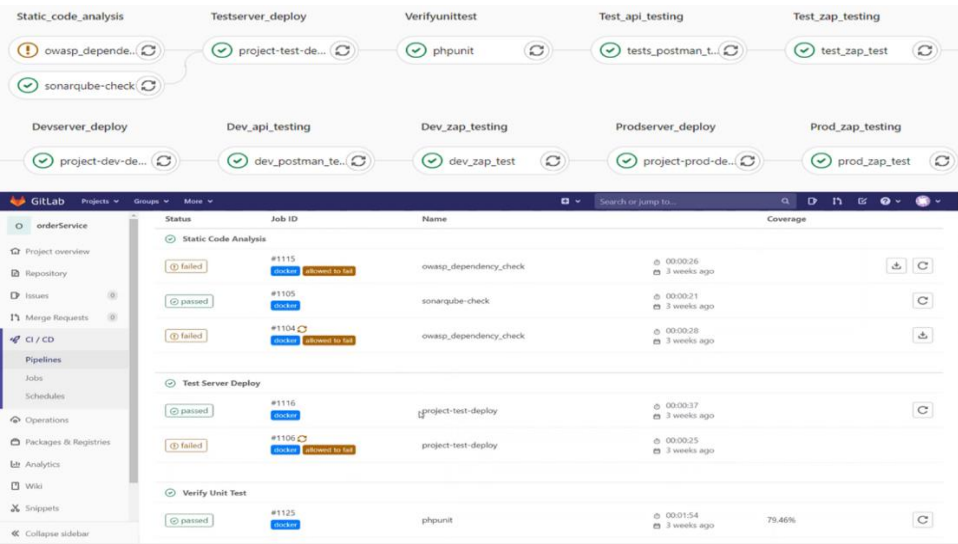 Static_code_analysis Testserver_deploy Verifyunittest Test_api_testing Test_zap_testing
owasp_depende... project-test-de... phpunit tests_postman_t... test_zap_test
sonarqube-check
Devserver_deploy Dev_api_testing Dev_zap_testing Prodserver_deploy Prod_zap_testing
project-dev-de... dev_postman_te... dev_zap_test project-prod-de... prod_zap_test
GitLab Projects Groups More Search or jump to...
O orderService
Project overview
Repository
Issues 0
Merge Requests 0
CI / CD
Pipelines
Jobs
Schedules
Operations
Packages & Registries
Analytics
Wiki
Snippets
Collapse sidebar
Status Job ID Name Coverage
Static Code Analysis
failed #1115 docker allowed to fail owasp_dependency_check 00:00:26 3 weeks ago
passed #1105 docker sonarqube-check 00:00:21 3 weeks ago
failed #1104 docker allowed to fail owasp_dependency_check 00:00:28 3 weeks ago
Test Server Deploy
passed #1116 docker project-test-deploy 00:00:37 3 weeks ago
failed #1106 docker allowed to fail project-test-deploy 00:00:25 3 weeks ago
Verify Unit Test
passed #1125 docker phpunit 00:01:54 3 weeks ago 79.46%